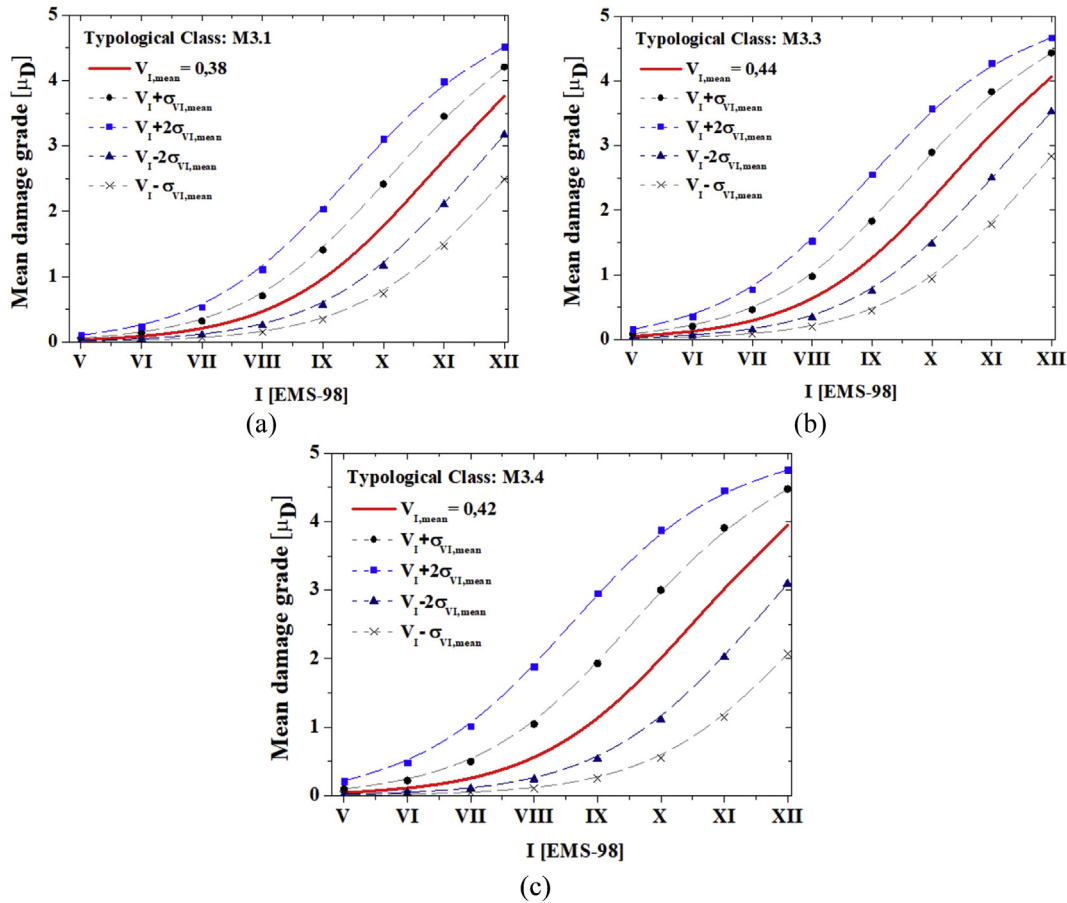 Typological Class: M3.1
V_I,mean = 0,38
V_I+σ_VI,mean
V_I+2σ_VI,mean
V_I-2σ_VI,mean
V_I- σ_VI,mean
Mean damage grade [μD]
5
4
3
2
1
0
V VI VII VIII IX X XI XII
I [EMS-98]
(a)
Typological Class: M3.3
V_I,mean = 0,44
V_I+σ_VI,mean
V_I+2σ_VI,mean
V_I-2σ_VI,mean
V_I- σ_VI,mean
Mean damage grade [μD]
5
4
3
2
1
0
V VI VII VIII IX X XI XII
I [EMS-98]
(b)
Typological Class: M3.4
V_I,mean = 0,42
V_I+σ_VI,mean
V_I+2σ_VI,mean
V_I-2σ_VI,mean
V_I- σ_VI,mean
Mean damage grade [μD]
5
4
3
2
1
0
V VI VII VIII IX X XI XII
I [EMS-98]
(c)